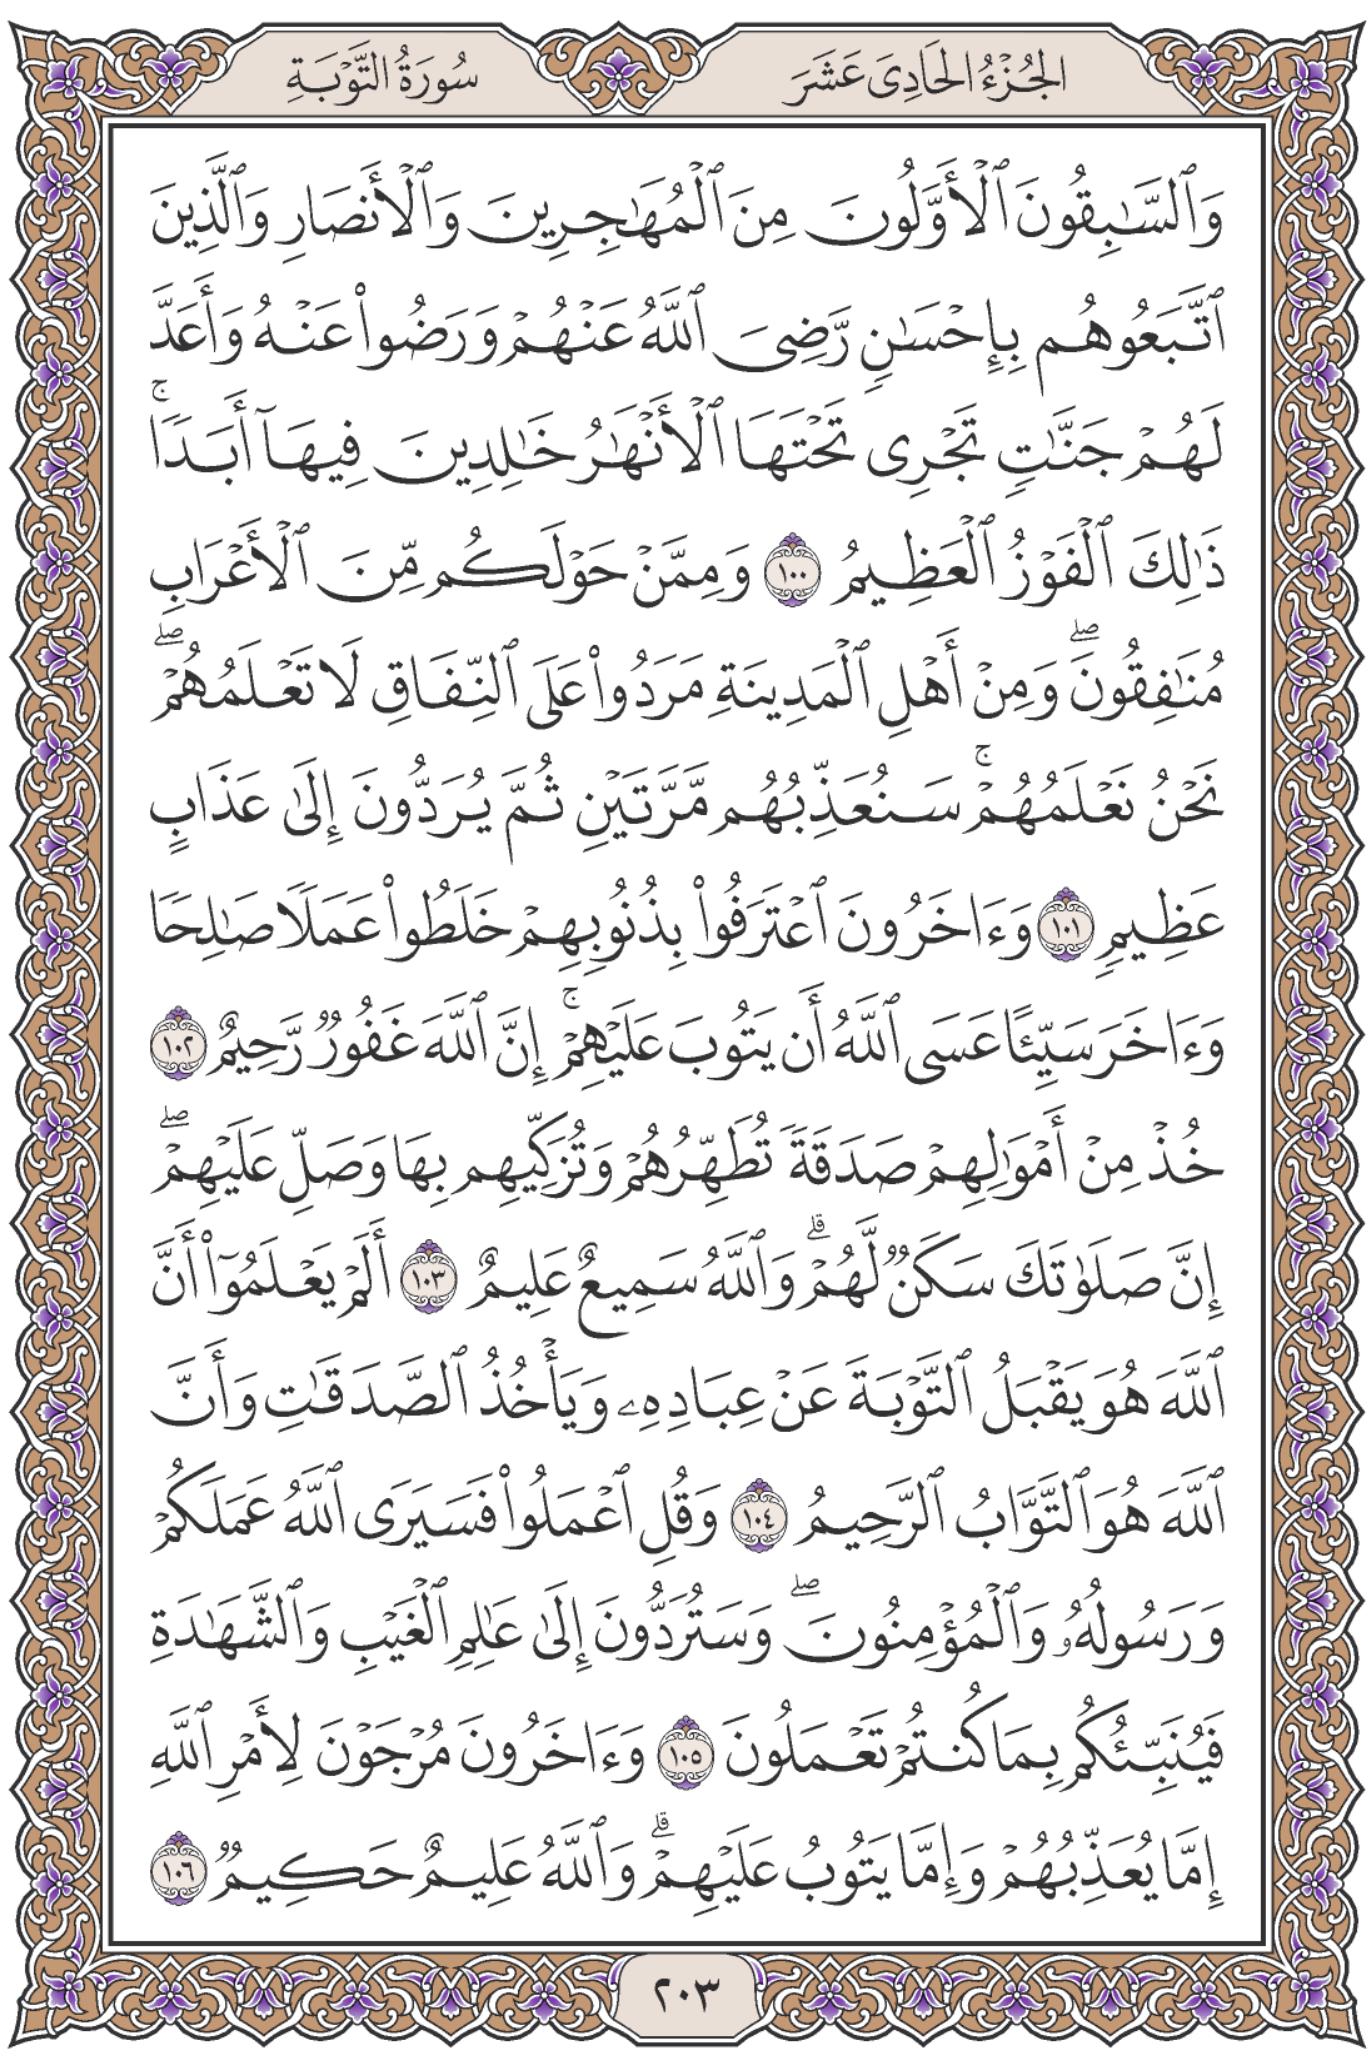 الجُزْءُ الحَادِىَ عَشَرَ
سُورَةُ التَّوْبَةِ
وَٱلسَّٰبِقُونَ ٱلْأَوَّلُونَ مِنَ ٱلْمُهَٰجِرِينَ وَٱلْأَنصَارِ وَٱلَّذِينَ
ٱتَّبَعُوهُم بِإِحْسَٰنٍ رَّضِىَ ٱللَّهُ عَنْهُمْ وَرَضُوا۟ عَنْهُ وَأَعَدَّ
لَهُمْ جَنَّٰتٍ تَجْرِى تَحْتَهَا ٱلْأَنْهَٰرُ خَٰلِدِينَ فِيهَآ أَبَدًا ۚ
ذَٰلِكَ ٱلْفَوْزُ ٱلْعَظِيمُ ١٠٠ وَمِمَّنْ حَوْلَكُم مِّنَ ٱلْأَعْرَابِ
مُنَٰفِقُونَ ۖ وَمِنْ أَهْلِ ٱلْمَدِينَةِ مَرَدُوا۟ عَلَى ٱلنِّفَاقِ لَا تَعْلَمُهُمْ ۖ
نَحْنُ نَعْلَمُهُمْ ۚ سَنُعَذِّبُهُم مَّرَّتَيْنِ ثُمَّ يُرَدُّونَ إِلَىٰ عَذَابٍ
عَظِيمٍ ١٠١ وَءَاخَرُونَ ٱعْتَرَفُوا۟ بِذُنُوبِهِمْ خَلَطُوا۟ عَمَلًا صَٰلِحًا
وَءَاخَرَ سَيِّئًا عَسَى ٱللَّهُ أَن يَتُوبَ عَلَيْهِمْ ۚ إِنَّ ٱللَّهَ غَفُورٌ رَّحِيمٌ ١٠٢
خُذْ مِنْ أَمْوَٰلِهِمْ صَدَقَةً تُطَهِّرُهُمْ وَتُزَكِّيهِم بِهَا وَصَلِّ عَلَيْهِمْ ۖ
إِنَّ صَلَوٰتَكَ سَكَنٌ لَّهُمْ ۗ وَٱللَّهُ سَمِيعٌ عَلِيمٌ ١٠٣ أَلَمْ يَعْلَمُوٓا۟ أَنَّ
ٱللَّهَ هُوَ يَقْبَلُ ٱلتَّوْبَةَ عَنْ عِبَادِهِۦ وَيَأْخُذُ ٱلصَّدَقَٰتِ وَأَنَّ
ٱللَّهَ هُوَ ٱلتَّوَّابُ ٱلرَّحِيمُ ١٠٤ وَقُلِ ٱعْمَلُوا۟ فَسَيَرَى ٱللَّهُ عَمَلَكُمْ
وَرَسُولُهُۥ وَٱلْمُؤْمِنُونَ ۖ وَسَتُرَدُّونَ إِلَىٰ عَٰلِمِ ٱلْغَيْبِ وَٱلشَّهَٰدَةِ
فَيُنَبِّئُكُم بِمَا كُنتُمْ تَعْمَلُونَ ١٠٥ وَءَاخَرُونَ مُرْجَوْنَ لِأَمْرِ ٱللَّهِ
إِمَّا يُعَذِّبُهُمْ وَإِمَّا يَتُوبُ عَلَيْهِمْ ۗ وَٱللَّهُ عَلِيمٌ حَكِيمٌ ١٠٦
٢٠٣